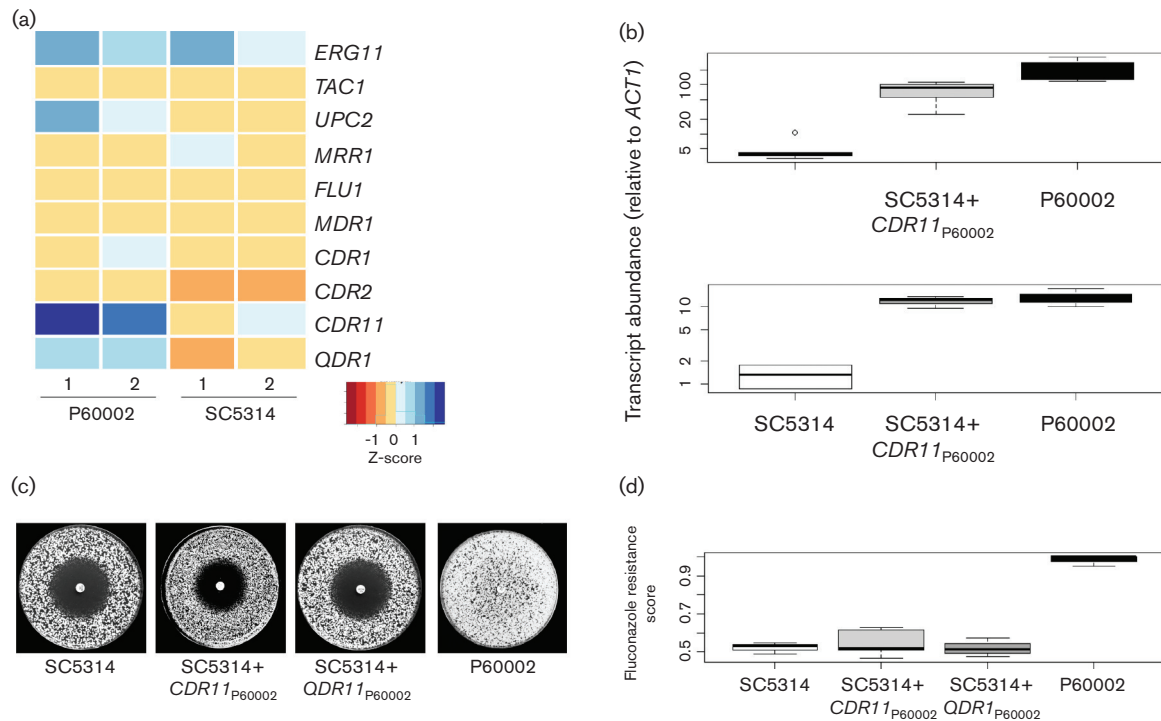 (a)
ERG11
TAC1
UPC2
MRR1
FLU1
MDR1
CDR1
CDR2
CDR11
QDR1
1 2 1 2
P60002 SC5314
-1 0 1
Z-score
(b)
Transcript abundance (relative to ACT1)
100
20
5
SC5314+ P60002
CDR11P60002
10
5
2
1
SC5314 SC5314+ P60002
CDR11P60002
(c)
SC5314 SC5314+ SC5314+ P60002
CDR11P60002 QDR11P60002
(d)
Fluconazole resistance
score
0.9
0.7
0.5
SC5314 SC5314+ SC5314+ P60002
CDR11P60002 QDR1P60002